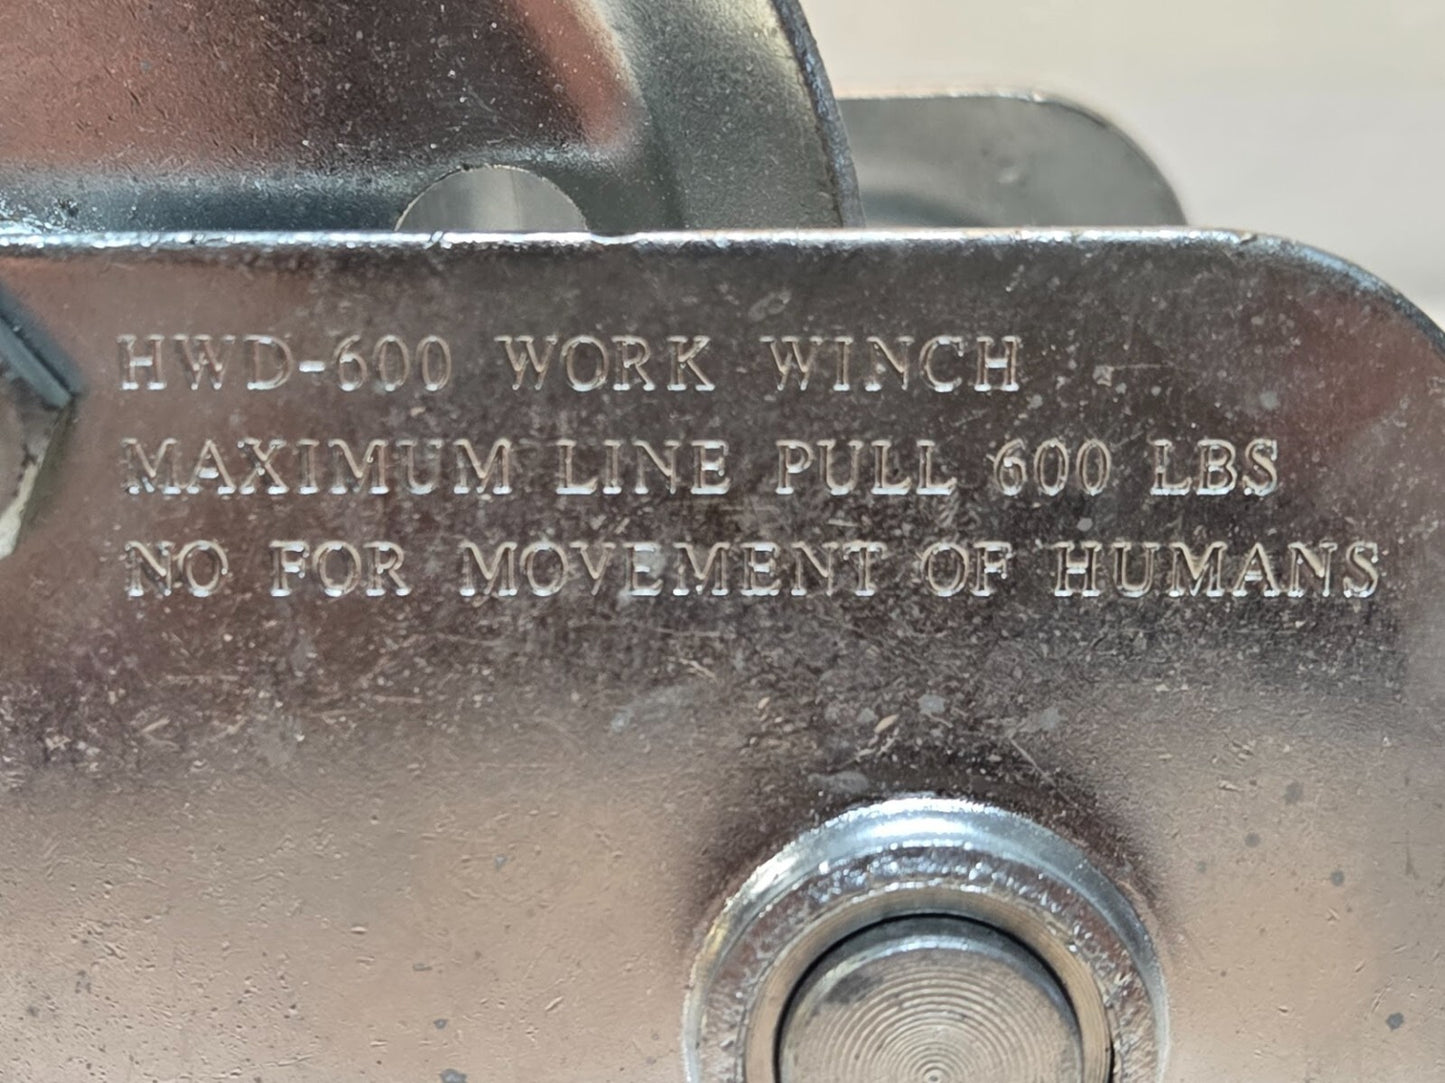 HWD-600 WORK WINCH
MAXIMUM LINE PULL 600 LBS
NO FOR MOVEMENT OF HUMANS